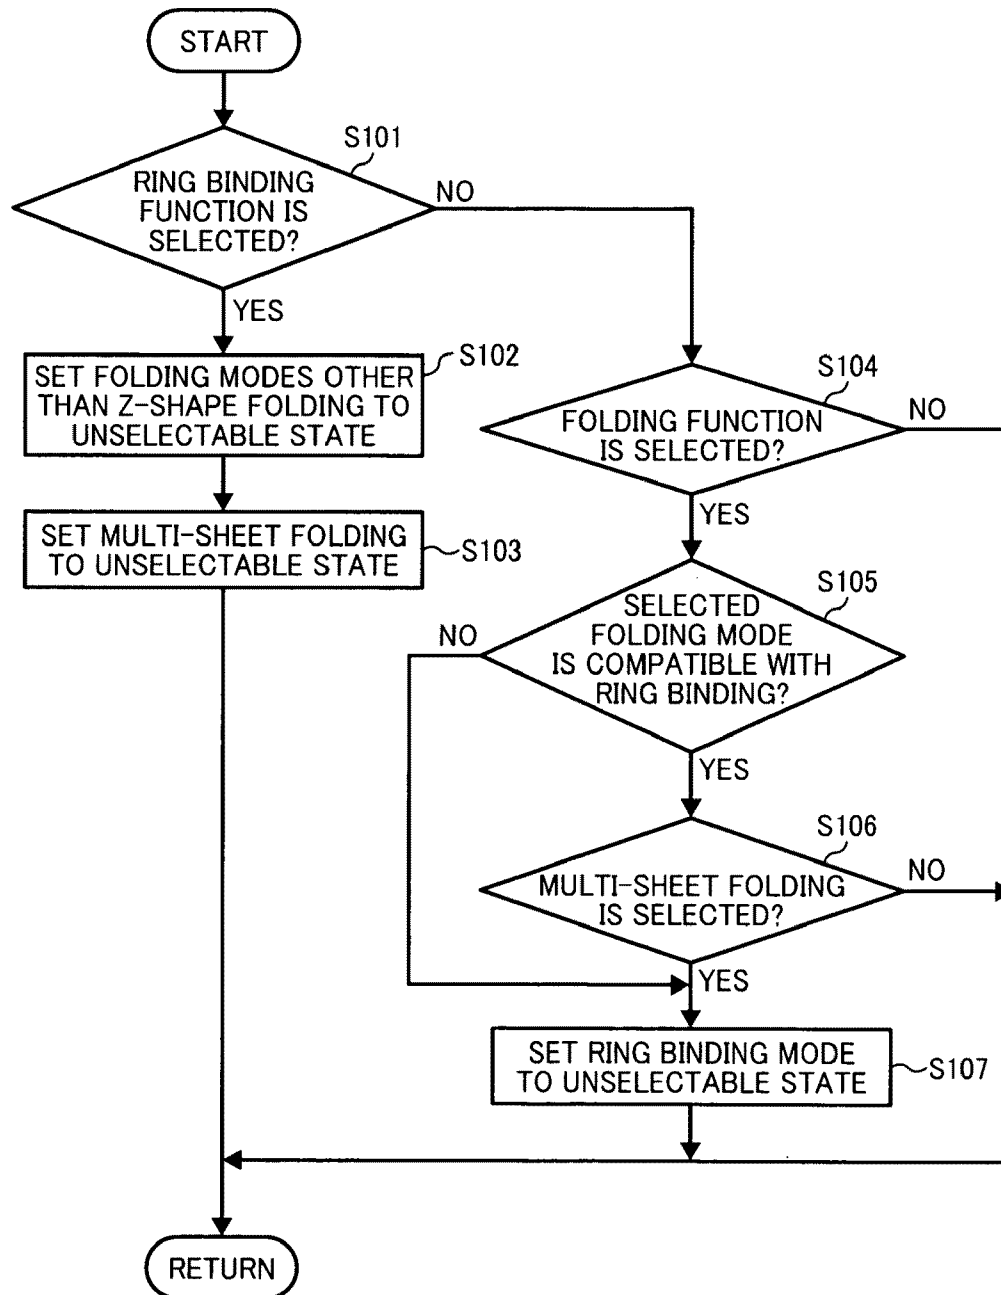 START
S101
RING BINDING
FUNCTION IS
SELECTED?
NO
YES
S102
SET FOLDING MODES OTHER
THAN Z-SHAPE FOLDING TO
UNSELECTABLE STATE
S103
SET MULTI-SHEET FOLDING
TO UNSELECTABLE STATE
S104
FOLDING FUNCTION
IS SELECTED?
NO
YES
S105
SELECTED
FOLDING MODE
IS COMPATIBLE WITH
RING BINDING?
NO
YES
S106
MULTI-SHEET FOLDING
IS SELECTED?
NO
YES
SET RING BINDING MODE
TO UNSELECTABLE STATE
S107
RETURN